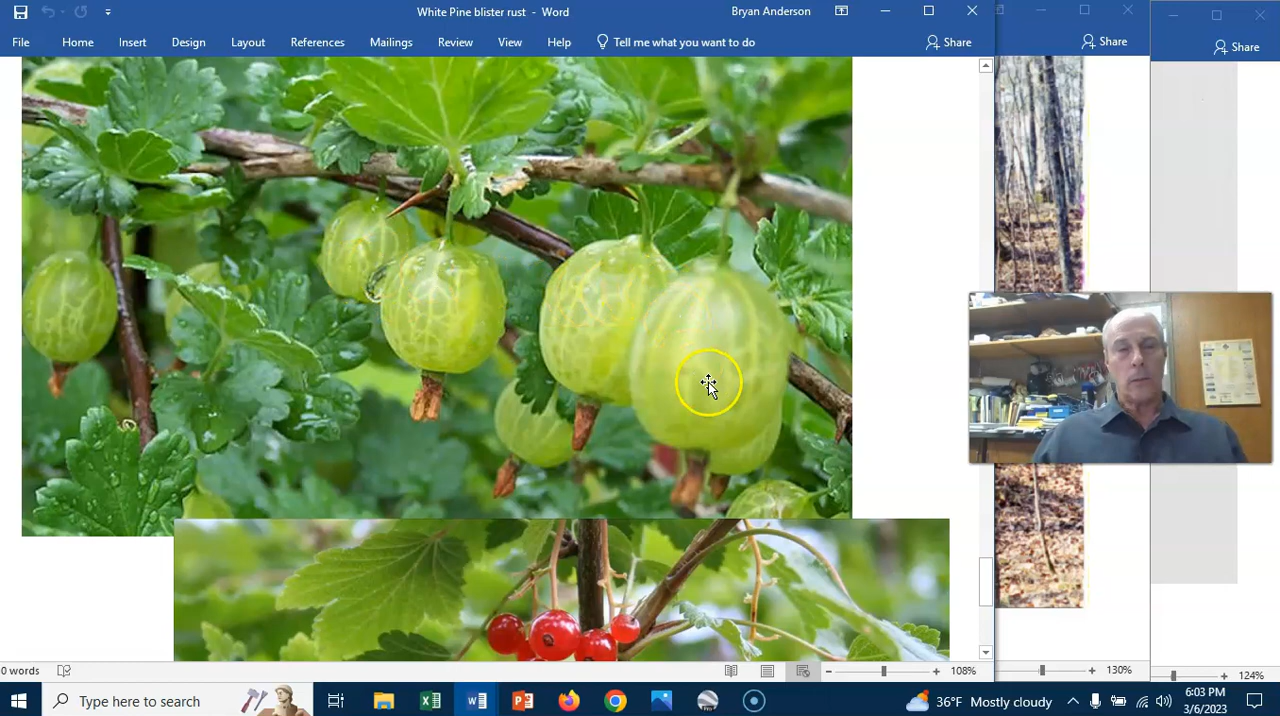 White Pine blister rust - Word
Bryan Anderson
File Home Insert Design Layout References Mailings Review View Help Tell me what you want to do Share
Share
Share
0 words
108%
130%
124%
Type here to search
36°F Mostly cloudy
6:03 PM
3/6/2023